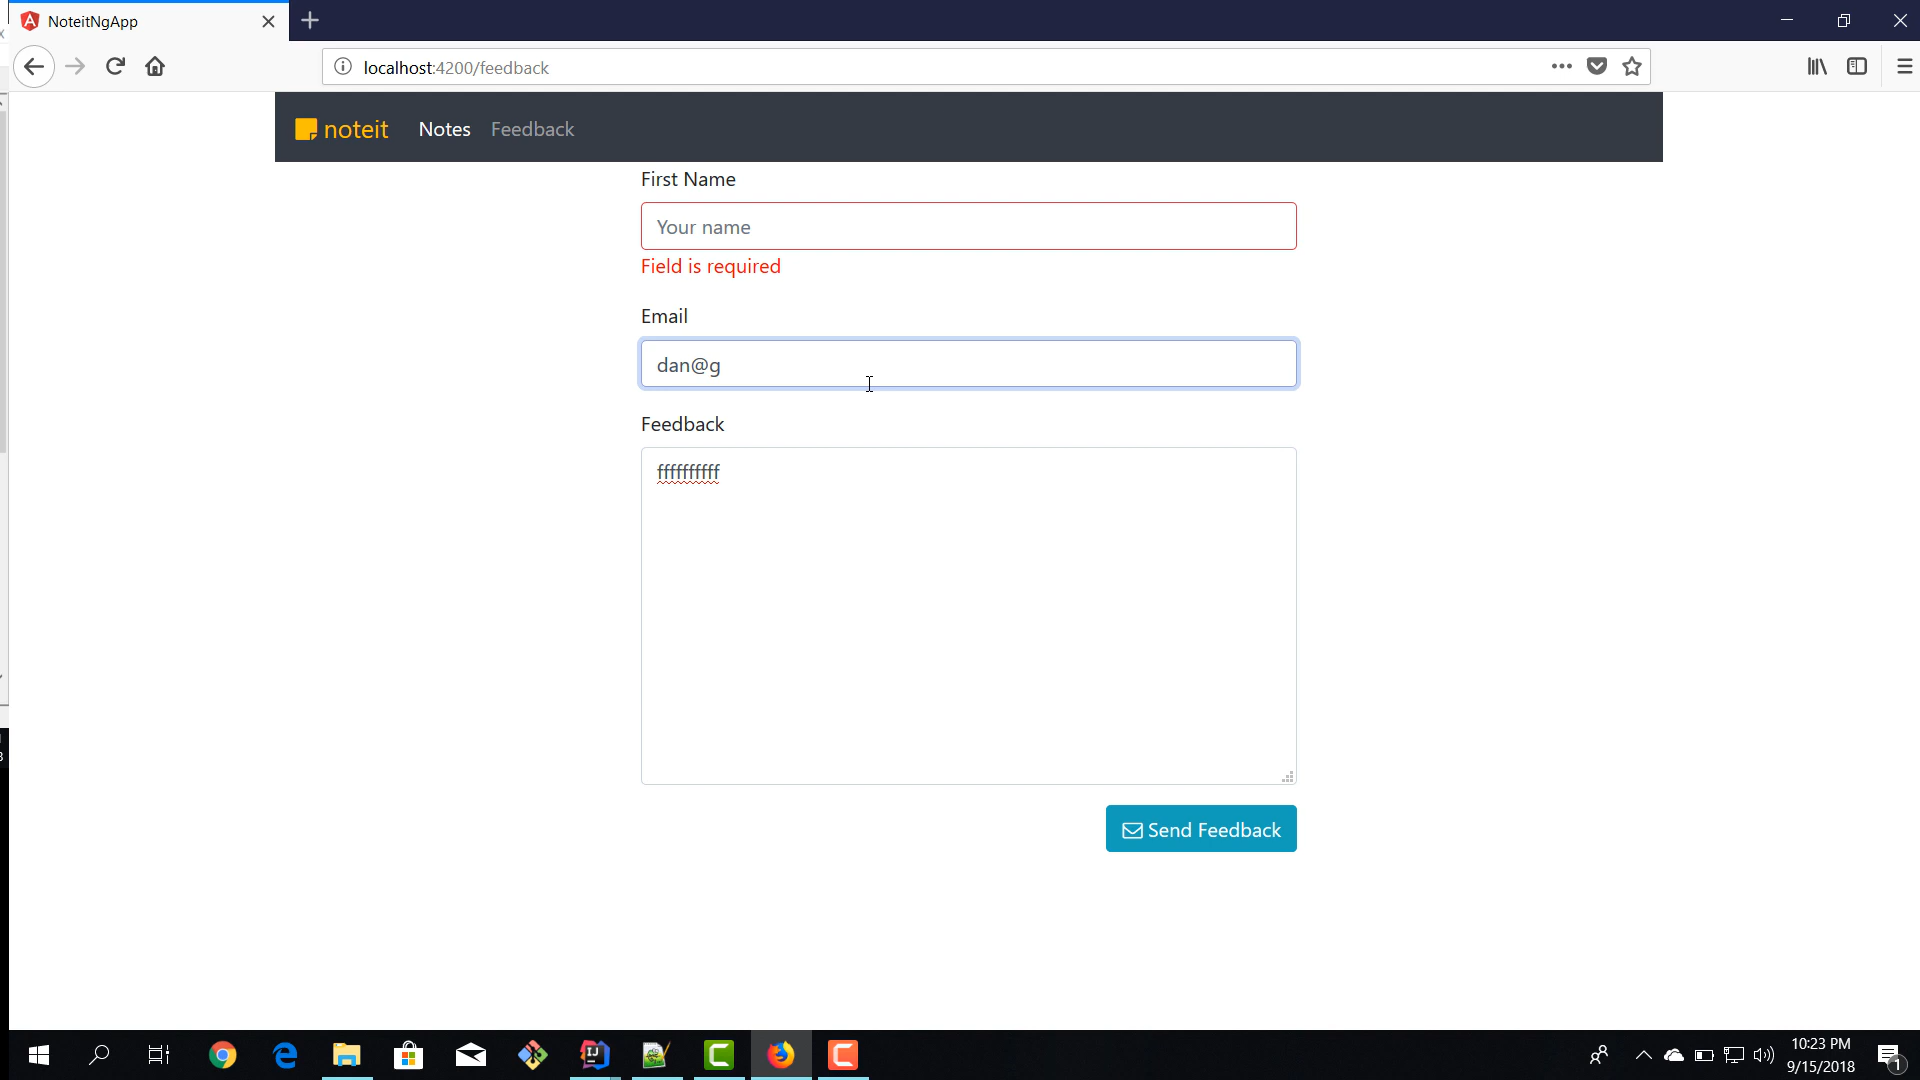 NoteitNgApp
localhost:4200/feedback
noteit Notes Feedback
First Name
Your name
Field is required
Email
dan@g
Feedback
ffffffffff
Send Feedback
10:23 PM
9/15/2018
1